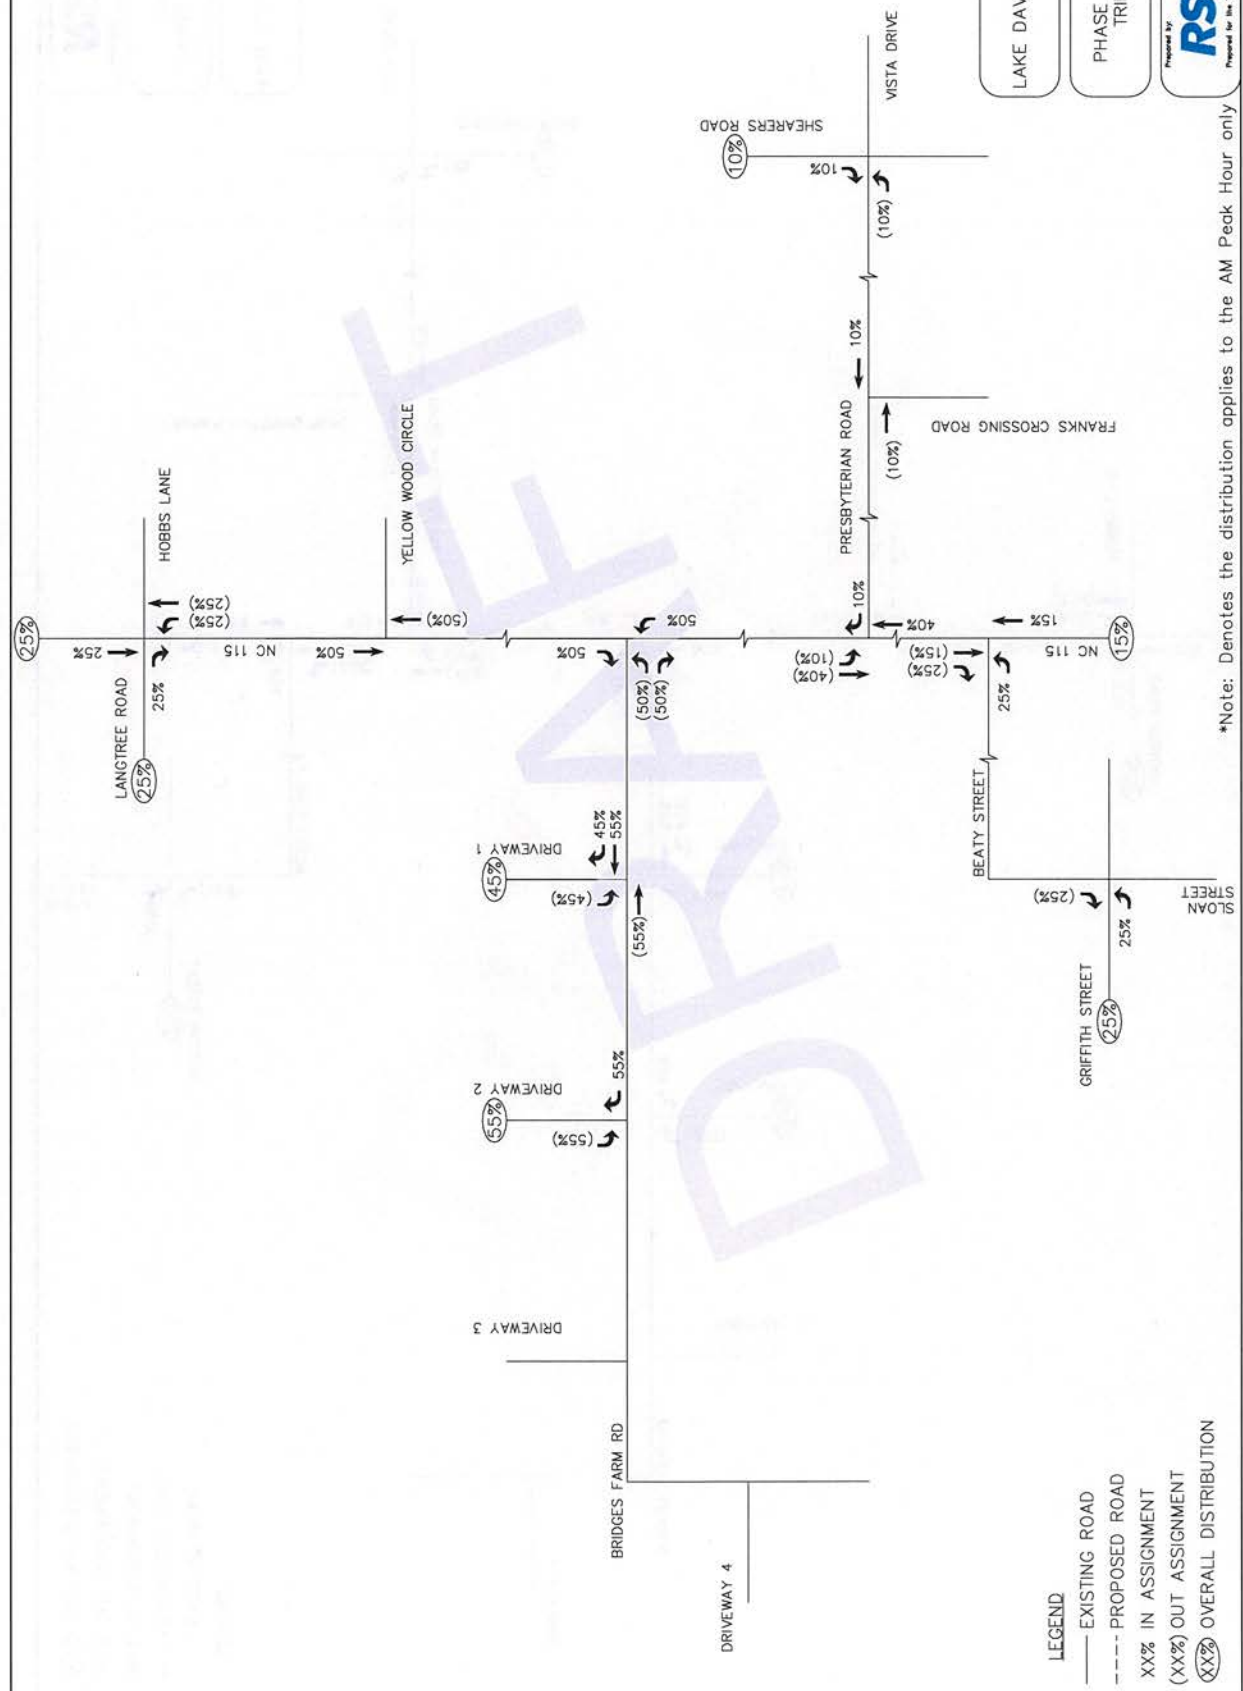 25%
25%
LANGTREE ROAD
25%
25%
HOBBS LANE
(25%)
(25%)
NC 115
50%
YELLOW WOOD CIRCLE
(50%)
50%
50%
(50%)
(50%)
DRIVEWAY 1
45%
(45%)
45%
55%
(55%)
DRIVEWAY 2
55%
(55%)
55%
DRIVEWAY 3
BRIDGES FARM RD
DRIVEWAY 4
SHEARERS ROAD
10%
10%
(10%)
VISTA DRIVE
PRESBYTERIAN ROAD
10%
(10%)
FRANKS CROSSING ROAD
10%
40%
(10%)
(40%)
(15%)
(25%)
NC 115
15%
15%
25%
BEATY STREET
(25%)
25%
SLOAN
STREET
GRIFFITH STREET
25%
DRAFT
LEGEND
EXISTING ROAD
PROPOSED ROAD
XX% IN ASSIGNMENT
(XX%) OUT ASSIGNMENT
XX% OVERALL DISTRIBUTION
*Note: Denotes the distribution applies to the AM Peak Hour only
LAKE DAV
PHASE
TRI
Prepared by:
RS
Prepared for the